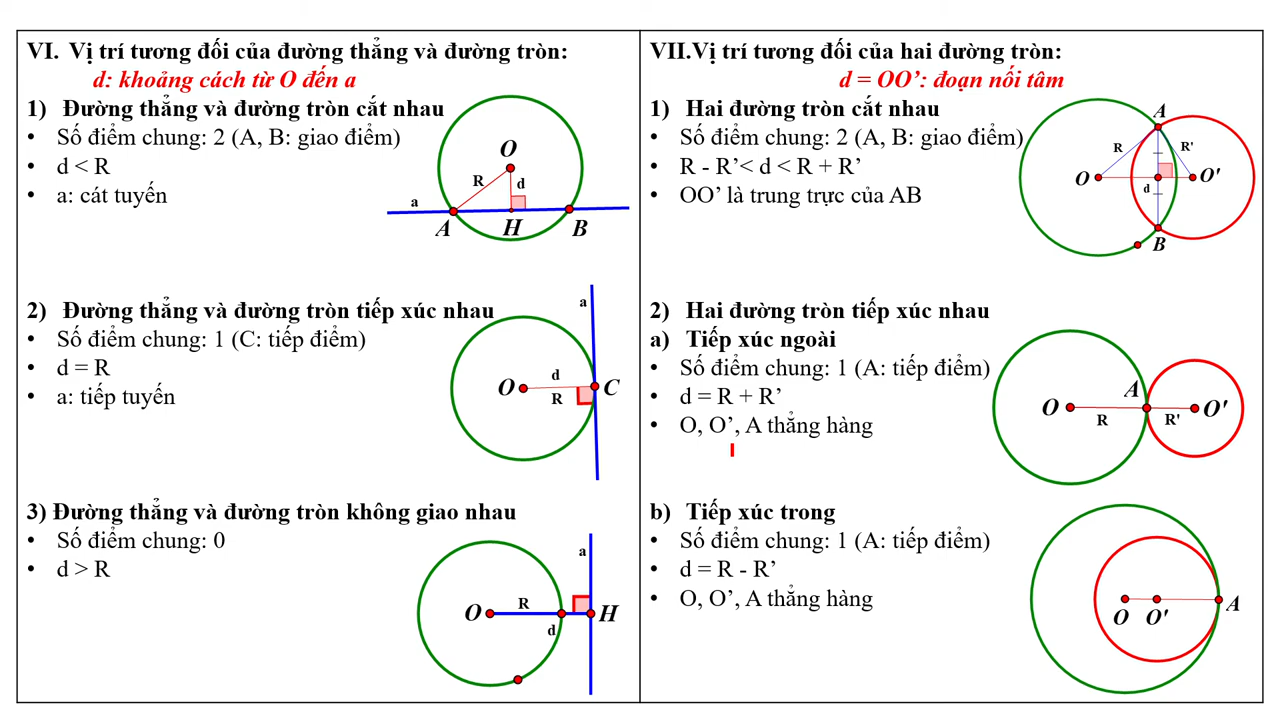 VI. Vị trí tương đối của đường thẳng và đường tròn:
d: khoảng cách từ O đến a
1) Đường thẳng và đường tròn cắt nhau
• Số điểm chung: 2 (A, B: giao điểm)
• d < R
• a: cát tuyến
O
R
d
a
A
H
B
2) Đường thẳng và đường tròn tiếp xúc nhau
• Số điểm chung: 1 (C: tiếp điểm)
• d = R
• a: tiếp tuyến
a
d
O
R
C
3) Đường thẳng và đường tròn không giao nhau
• Số điểm chung: 0
• d > R
a
R
O
H
d
VII.Vị trí tương đối của hai đường tròn:
d = OO’: đoạn nối tâm
1) Hai đường tròn cắt nhau
• Số điểm chung: 2 (A, B: giao điểm)
• R - R’< d < R + R’
• OO’ là trung trực của AB
A
R
R'
O
O'
d
B
2) Hai đường tròn tiếp xúc nhau
a) Tiếp xúc ngoài
• Số điểm chung: 1 (A: tiếp điểm)
• d = R + R’
• O, O’, A thẳng hàng
A
O
O'
R
R'
b) Tiếp xúc trong
• Số điểm chung: 1 (A: tiếp điểm)
• d = R - R’
• O, O’, A thẳng hàng
O
O'
A